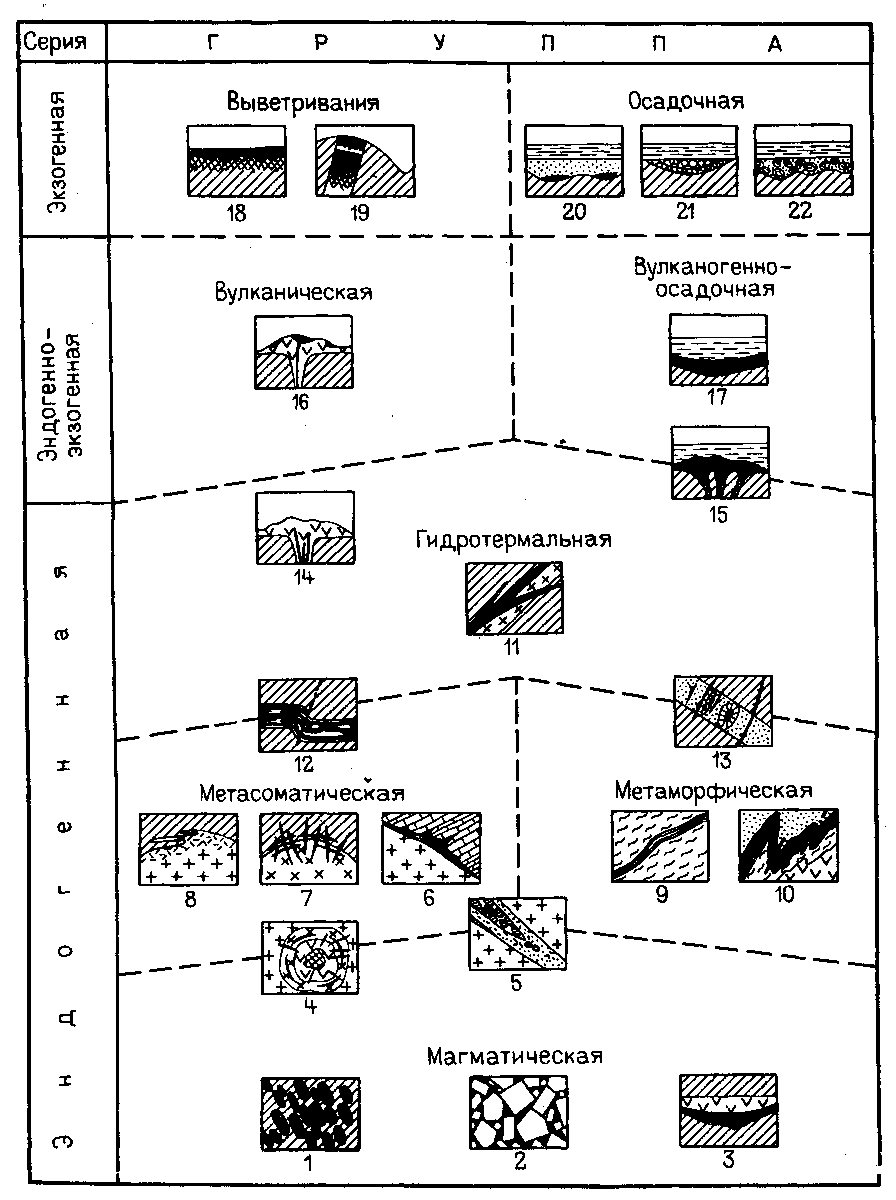 Серия
Г Р У П П А
Экзогенная
Выветривания
Осадочная
18 19 20 21 22
Эндогенно-
экзогенная
Вулканическая
Вулканогенно-
осадочная
16
17
15
Эндогенная
14
Гидротермальная
11
12
13
Метасоматическая
Метаморфическая
8 7 6 9 10
4
5
Магматическая
1 2 3